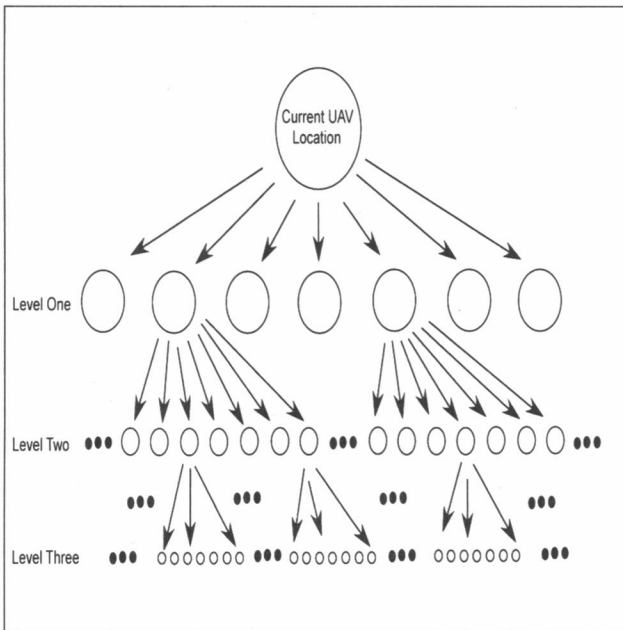 Current UAV
Location
Level One
Level Two
Level Three